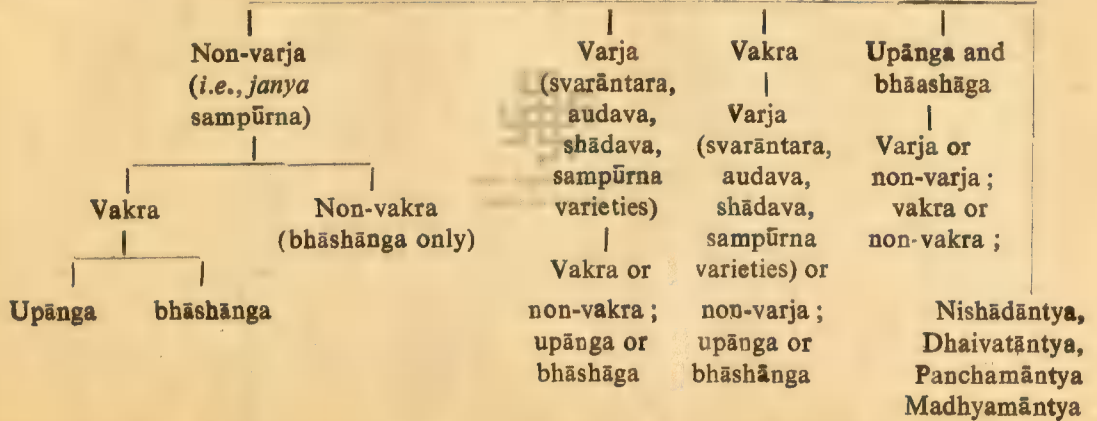 Non-varja
(i.e., janya
sampūrna)
Vakra
Non-vakra
(bhāshānga only)
Upānga
bhāshānga
Varja
(svarāntara,
audava,
shādava,
sampūrna
varieties)
Vakra or
non-vakra ;
upānga or
bhāshāga
Vakra
Varja
(svarāntara,
audava,
shādava,
sampūrna
varieties) or
non-varja ;
upānga or
bhāshānga
Upānga and
bhāashāga
Varja or
non-varja ;
vakra or
non-vakra ;
Nishādāntya,
Dhaivatāntya,
Panchamāntya
Madhyamāntya